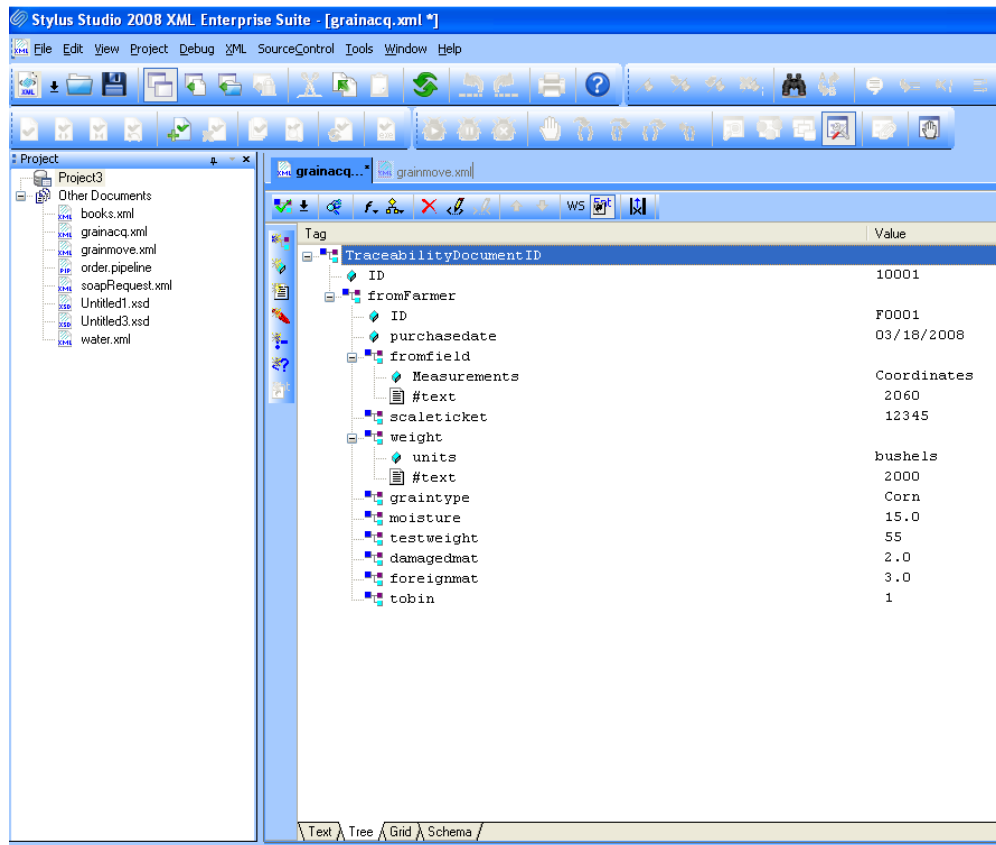 Stylus Studio 2008 XML Enterprise Suite - [grainacq.xml *]
File Edit View Project Debug XML SourceControl Tools Window Help
Project
grainacq...* grainmove.xml
Project3
Other Documents
books.xml
grainacq.xml
grainmove.xml
order.pipeline
soapRequest.xml
Untitled1.xsd
Untitled3.xsd
water.xml
WS Ent
Tag Value
TraceabilityDocumentID
ID 10001
fromFarmer
ID F0001
purchasedate 03/18/2008
fromfield
Measurements Coordinates
#text 2060
scaleticket 12345
weight
units bushels
#text 2000
graintype Corn
moisture 15.0
testweight 55
damagedmat 2.0
foreignmat 3.0
tobin 1
Text Tree Grid Schema